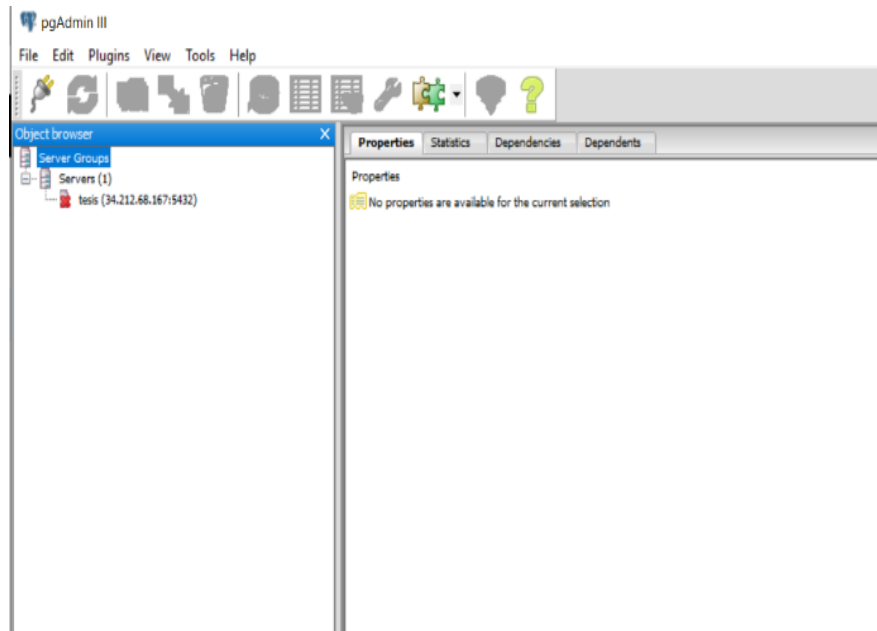 pgAdmin III
File Edit Plugins View Tools Help
Object browser
Server Groups
Servers (1)
tesis (34.212.68.167:5432)
Properties Statistics Dependencies Dependents
Properties
No properties are available for the current selection